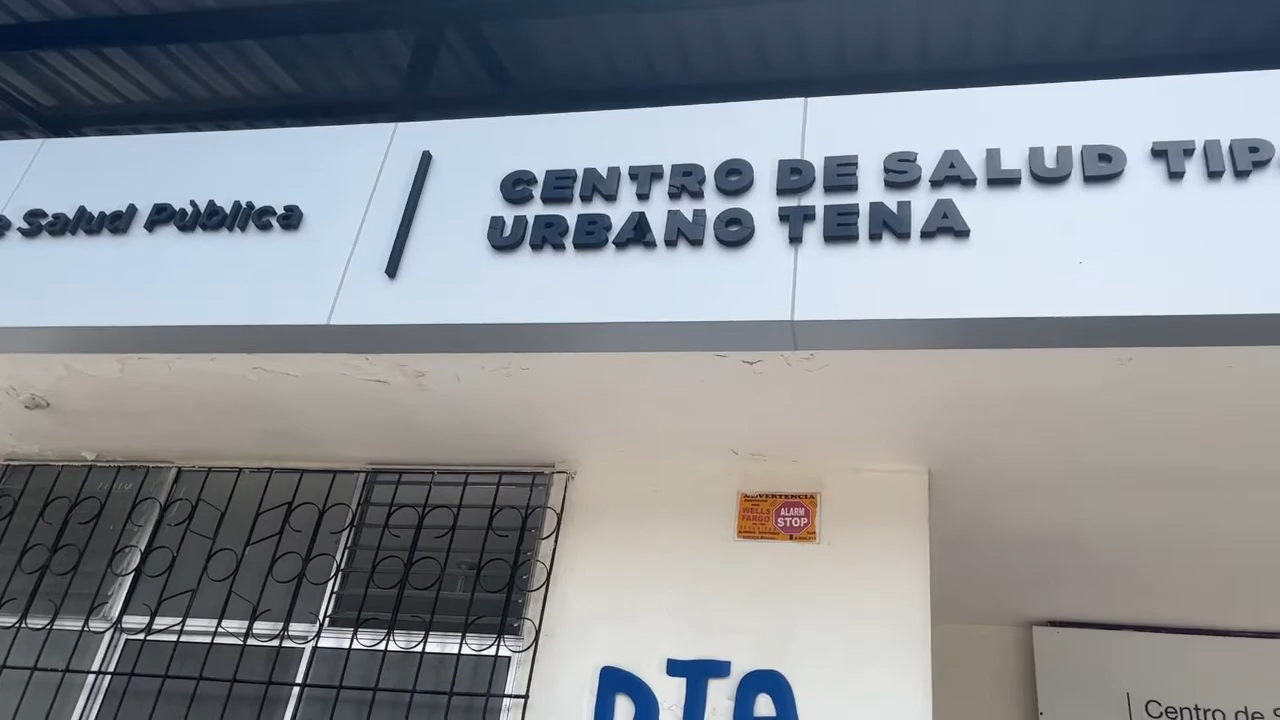 Salud Pública
CENTRO DE SALUD TIP
URBANO TENA
ADVERTENCIA
WELLS
FARGO
ALARM
STOP
Centro de S